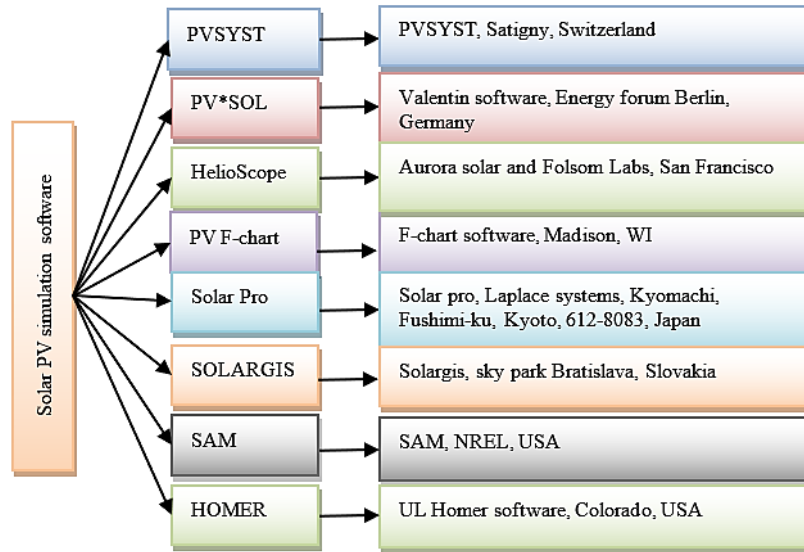 Solar PV simulation software
PVSYST
PVSYST, Satigny, Switzerland
PV*SOL
Valentin software, Energy forum Berlin,
Germany
HelioScope
Aurora solar and Folsom Labs, San Francisco
PV F-chart
F-chart software, Madison, WI
Solar Pro
Solar pro, Laplace systems, Kyomachi,
Fushimi-ku, Kyoto, 612-8083, Japan
SOLARGIS
Solargis, sky park Bratislava, Slovakia
SAM
SAM, NREL, USA
HOMER
UL Homer software, Colorado, USA